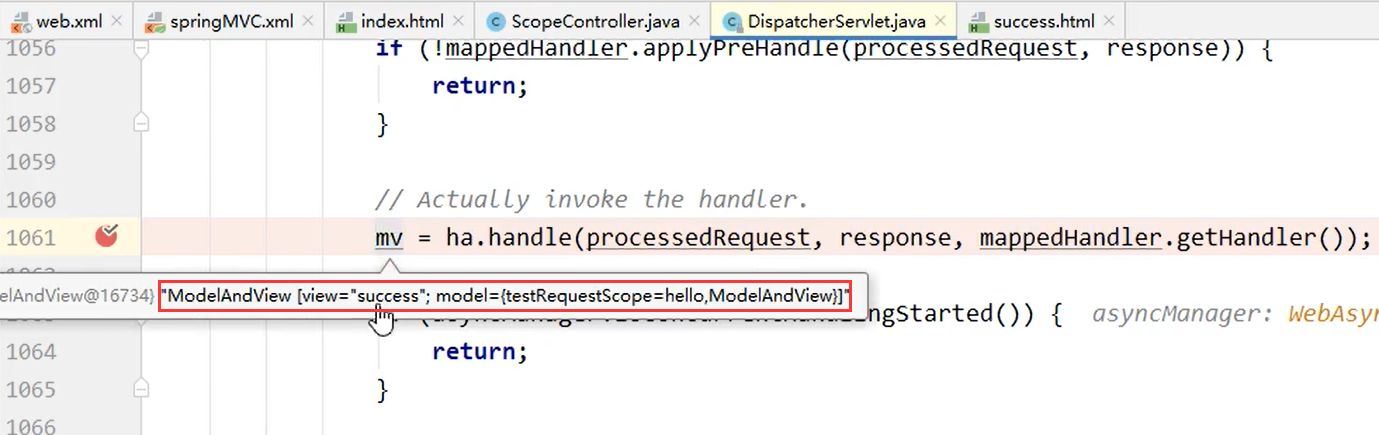 web.xml springMVC.xml index.html ScopeController.java DispatcherServlet.java success.html
1056 if (!mappedHandler.applyPreHandle(processedRequest, response)) {
1057 return;
1058 }
1059
1060 // Actually invoke the handler.
1061 mv = ha.handle(processedRequest, response, mappedHandler.getHandler());
elAndView@16734} "ModelAndView [view="success"; model={testRequestScope=hello,ModelAndView}]"
ngStarted()) { asyncManager: WebAsyn
1064 return;
1065 }
1066